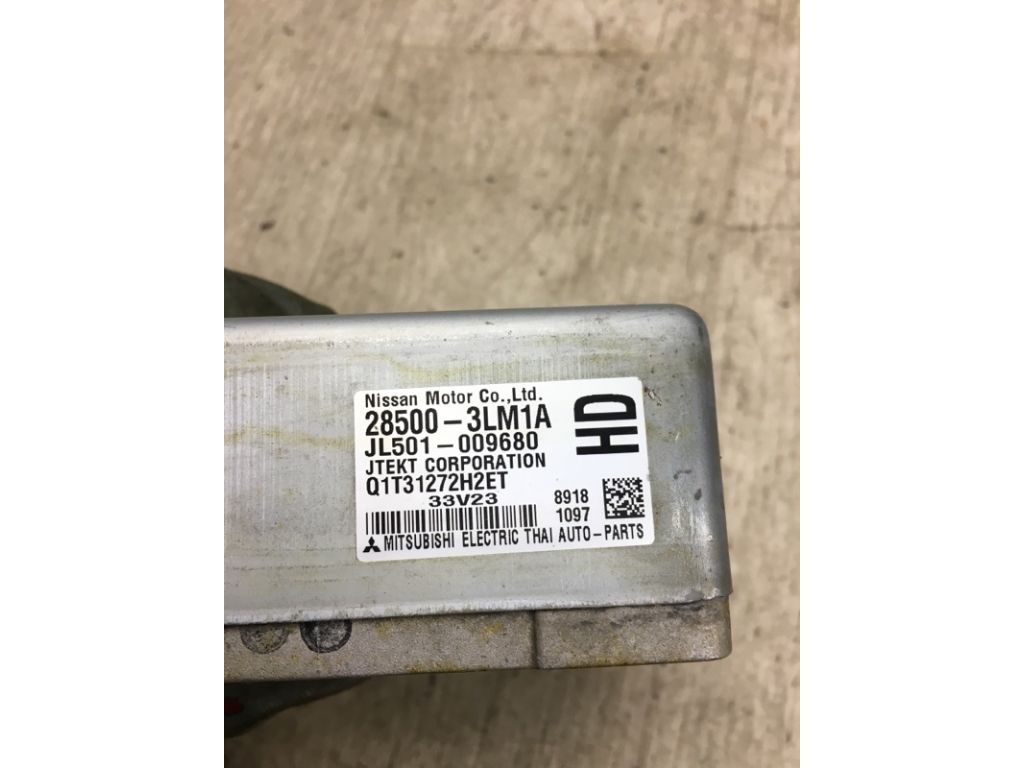 Nissan Motor Co.,Ltd.
28500-3LM1A
JL501-009680
HD
JTEKT CORPORATION
Q1T31272H2ET
33V23
8918
1097
MITSUBISHI ELECTRIC THAI AUTO-PARTS